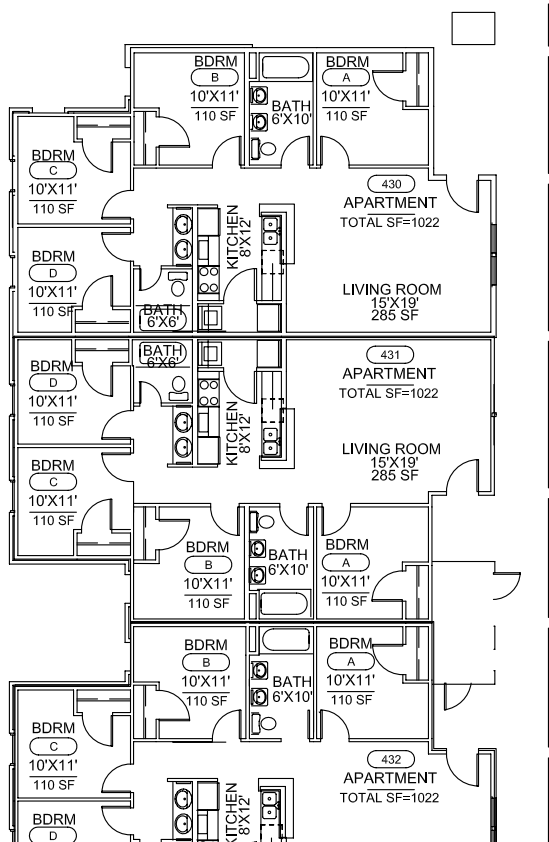 BDRM
B
10'X11'
110 SF
BATH
6'X10'
BDRM
A
10'X11'
110 SF
BDRM
C
10'X11'
110 SF
430
APARTMENT
TOTAL SF=1022
KITCHEN
8'X12'
BDRM
D
10'X11'
110 SF
LIVING ROOM
15'X19'
285 SF
BATH
6'X6'
BATH
6'X6'
431
APARTMENT
TOTAL SF=1022
BDRM
D
10'X11'
110 SF
KITCHEN
8'X12'
LIVING ROOM
15'X19'
285 SF
BDRM
C
10'X11'
110 SF
BDRM
B
10'X11'
110 SF
BATH
6'X10'
BDRM
A
10'X11'
110 SF
BDRM
B
10'X11'
110 SF
BATH
6'X10'
BDRM
A
10'X11'
110 SF
BDRM
C
10'X11'
110 SF
432
APARTMENT
TOTAL SF=1022
KITCHEN
8'X12'
BDRM
D